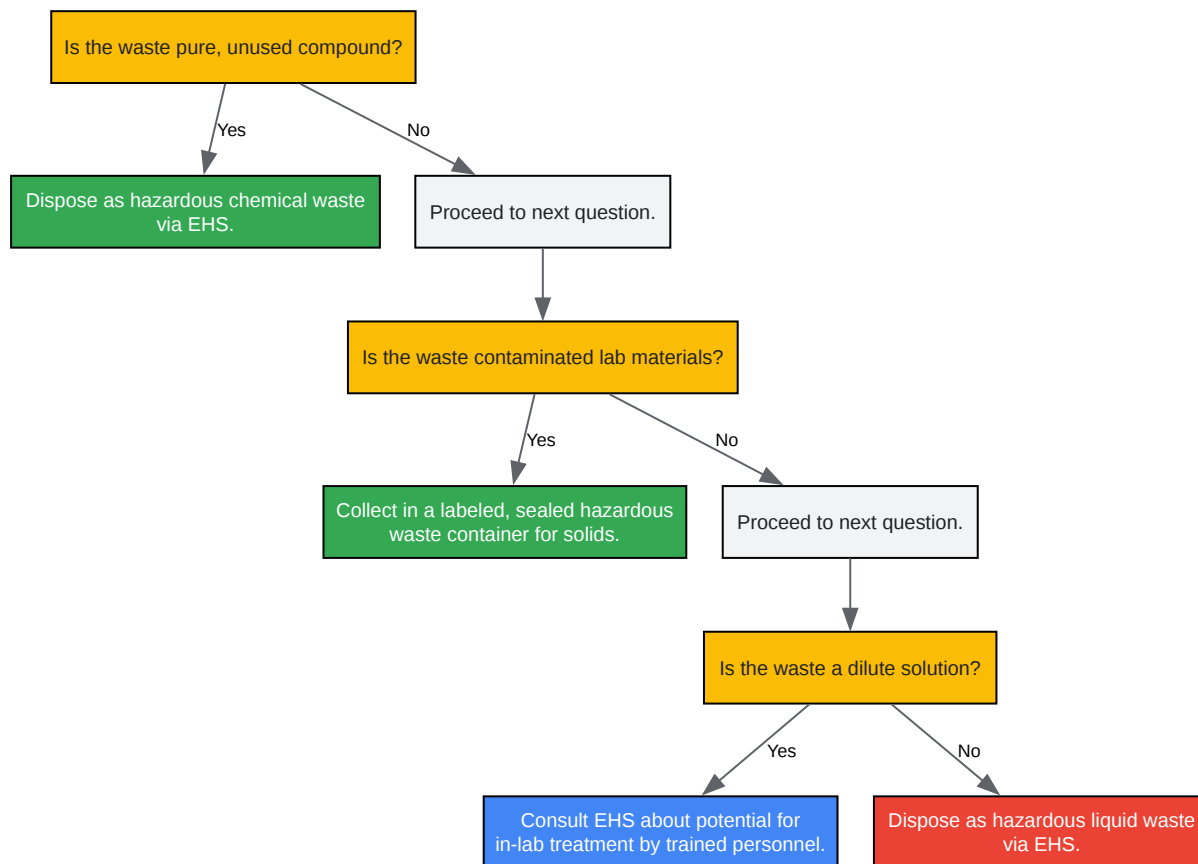 Is the waste pure, unused compound?
Yes
No
Dispose as hazardous chemical waste
via EHS.
Proceed to next question.
Is the waste contaminated lab materials?
Yes
No
Collect in a labeled, sealed hazardous
waste container for solids.
Proceed to next question.
Is the waste a dilute solution?
Yes
No
Consult EHS about potential for
in-lab treatment by trained personnel.
Dispose as hazardous liquid waste
via EHS.